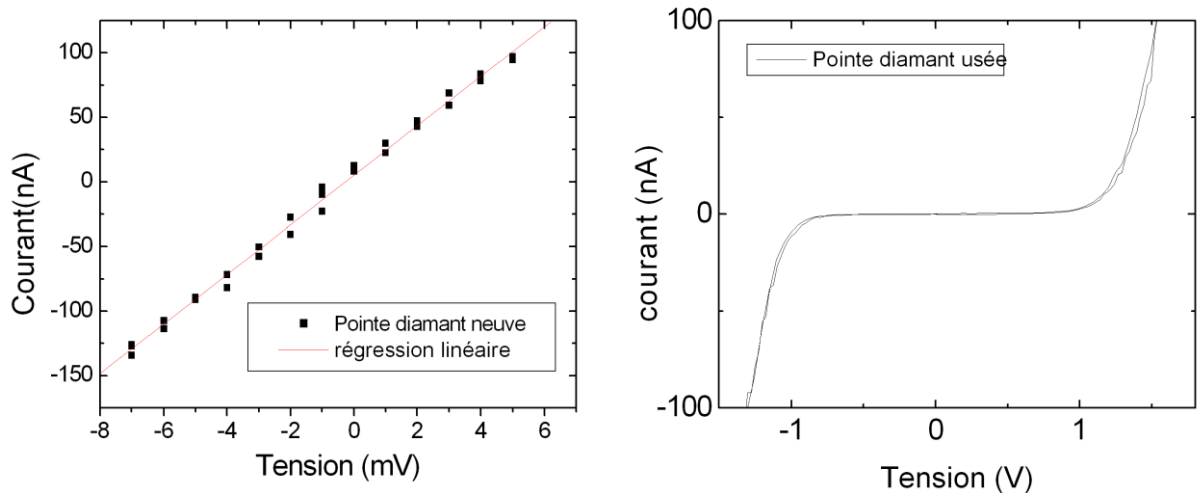 Courant(nA)
100
50
0
-50
-100
-150
-8 -6 -4 -2 0 2 4 6
Tension (mV)
Pointe diamant neuve
régression linéaire
courant (nA)
100
0
-100
-1 0 1
Tension (V)
Pointe diamant usée